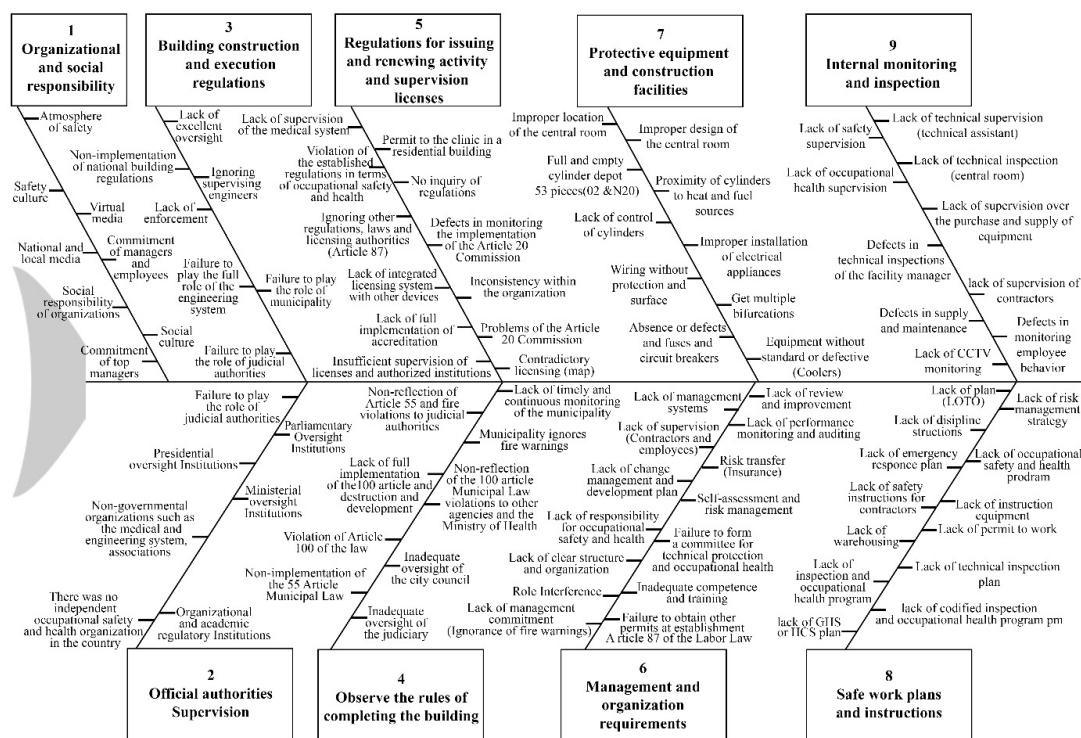 1
Organizational
and social
responsibility
Atmosphere
of safety
Safety
culture
Virtual
media
National and
local media
Commitment
of managers
and
employees
Social
responsibility
of organizations
Social
culture
Commitment
of top
managers
3
Building construction
and execution
regulations
Lack of
excellent
oversight
Non-implementation
of national building
regulations
Ignoring
supervising
engineers
Lack of
enforcement
Failure to
play the full
role of the
engineering
system
Failure to play
the role of
municipality
Failure to play
the role of judicial
authorities
5
Regulations for issuing
and renewing activity
and supervision
licenses
Lack of supervision
of the medical system
Permit to the clinic in a
residential building
Violation of
the established
regulations in terms
of occupational safety
and health
No inquiry of
regulations
Ignoring other
regulations, laws and
licensing authorities
(Article 87)
Defects in monitoring
the implementation
of the Article 20
Commission
Lack of integrated
licensing system
with other devices
Inconsistency within
the organization
Lack of full
implementation of
accreditation
Problems of the Article
20 Commission
Insufficient supervision of
licenses and authorized institutions
Contradictory
licensing (map)
7
Protective equipment
and construction
facilities
Improper location
of the central room
Improper design of
the central room
Full and empty
cylinder depot
53 pieces(02 &N20)
Proximity of cylinders
to heat and fuel
sources
Lack of control
of cylinders
Improper installation
of electrical
appliances
Wiring without
protection and
surface
Get multiple
bifurcations
Absence or defects
and fuses and
circuit breakers
Equipment without
standard or defective
(Coolers)
9
Internal monitoring
and inspection
Lack of technical supervision
(technical assistant)
Lack of safety
supervision
Lack of technical inspection
(central room)
Lack of occupational
health supervision
Lack of supervision over
the purchase and supply of
equipment
Defects in
technical inspections
of the facility manager
lack of supervision of
contractors
Defects in supply
and maintenance
Defects in
monitoring
employee
behavior
Lack of CCTV
monitoring
Failure to play
the role of
judicial authorities
Parliamentary
Oversight
Institutions
Presidential
oversight Institutions
Ministerial
oversight
Institutions
Non-governmental
organizations such as
the medical and
engineering system,
associations
There was no
independent
occupational safety
and health organization
in the country
Organizational
and academic
regulatory Institutions
2
Official authorities
Supervision
Non-reflection of
Article 55 and fire
violations to judicial
authorities
Lack of timely and
continuous monitoring
of the municipality
Municipality ignores
fire warnings
Lack of full
implementation
of the100 article and
destruction and
development
Non-reflection
of the 100 article
Municipal Law
violations to other
agencies and the
Ministry of Health
Violation of Article
100 of the law
Inadequate
oversight of
the city council
Non-implementation
of the 55 Article
Municipal Law
Inadequate
oversight of
the judiciary
4
Observe the rules of
completing the building
Lack of management
systems
Lack of review
and improvement
Lack of supervision
(Contractors and
employees)
Lack of performance
monitoring and auditing
Risk transfer
(Insurance)
Lack of change
management and
development plan
Self-assessment and
risk management
Lack of responsibility
for occupational
safety and health
Failure to form
a committee for
technical protection
and occupational health
Lack of clear structure
and organization
Role Interference
Inadequate competence
and training
Lack of management
commitment
(Ignorance of fire warnings)
Failure to obtain other
permits at establishment
A rticle 87 of the Labor Law
6
Management and
organization
requirements
Lack of plan
(LOTO)
Lack of risk
management
strategy
Lack of disipline
structions
Lack of emergency
responce plan
Lack of occupational
safety and health
prodram
Lack of safety
instructions for
contractors
Lack of instruction
equipment
Lack of
warehousing
Lack of permit to work
Lack of
inspection and
occupational
health program
Lack of technical inspection
plan
lack of codified inspection
and occupational health program pm
lack of GHS
or HCS plan
8
Safe work plans
and instructions